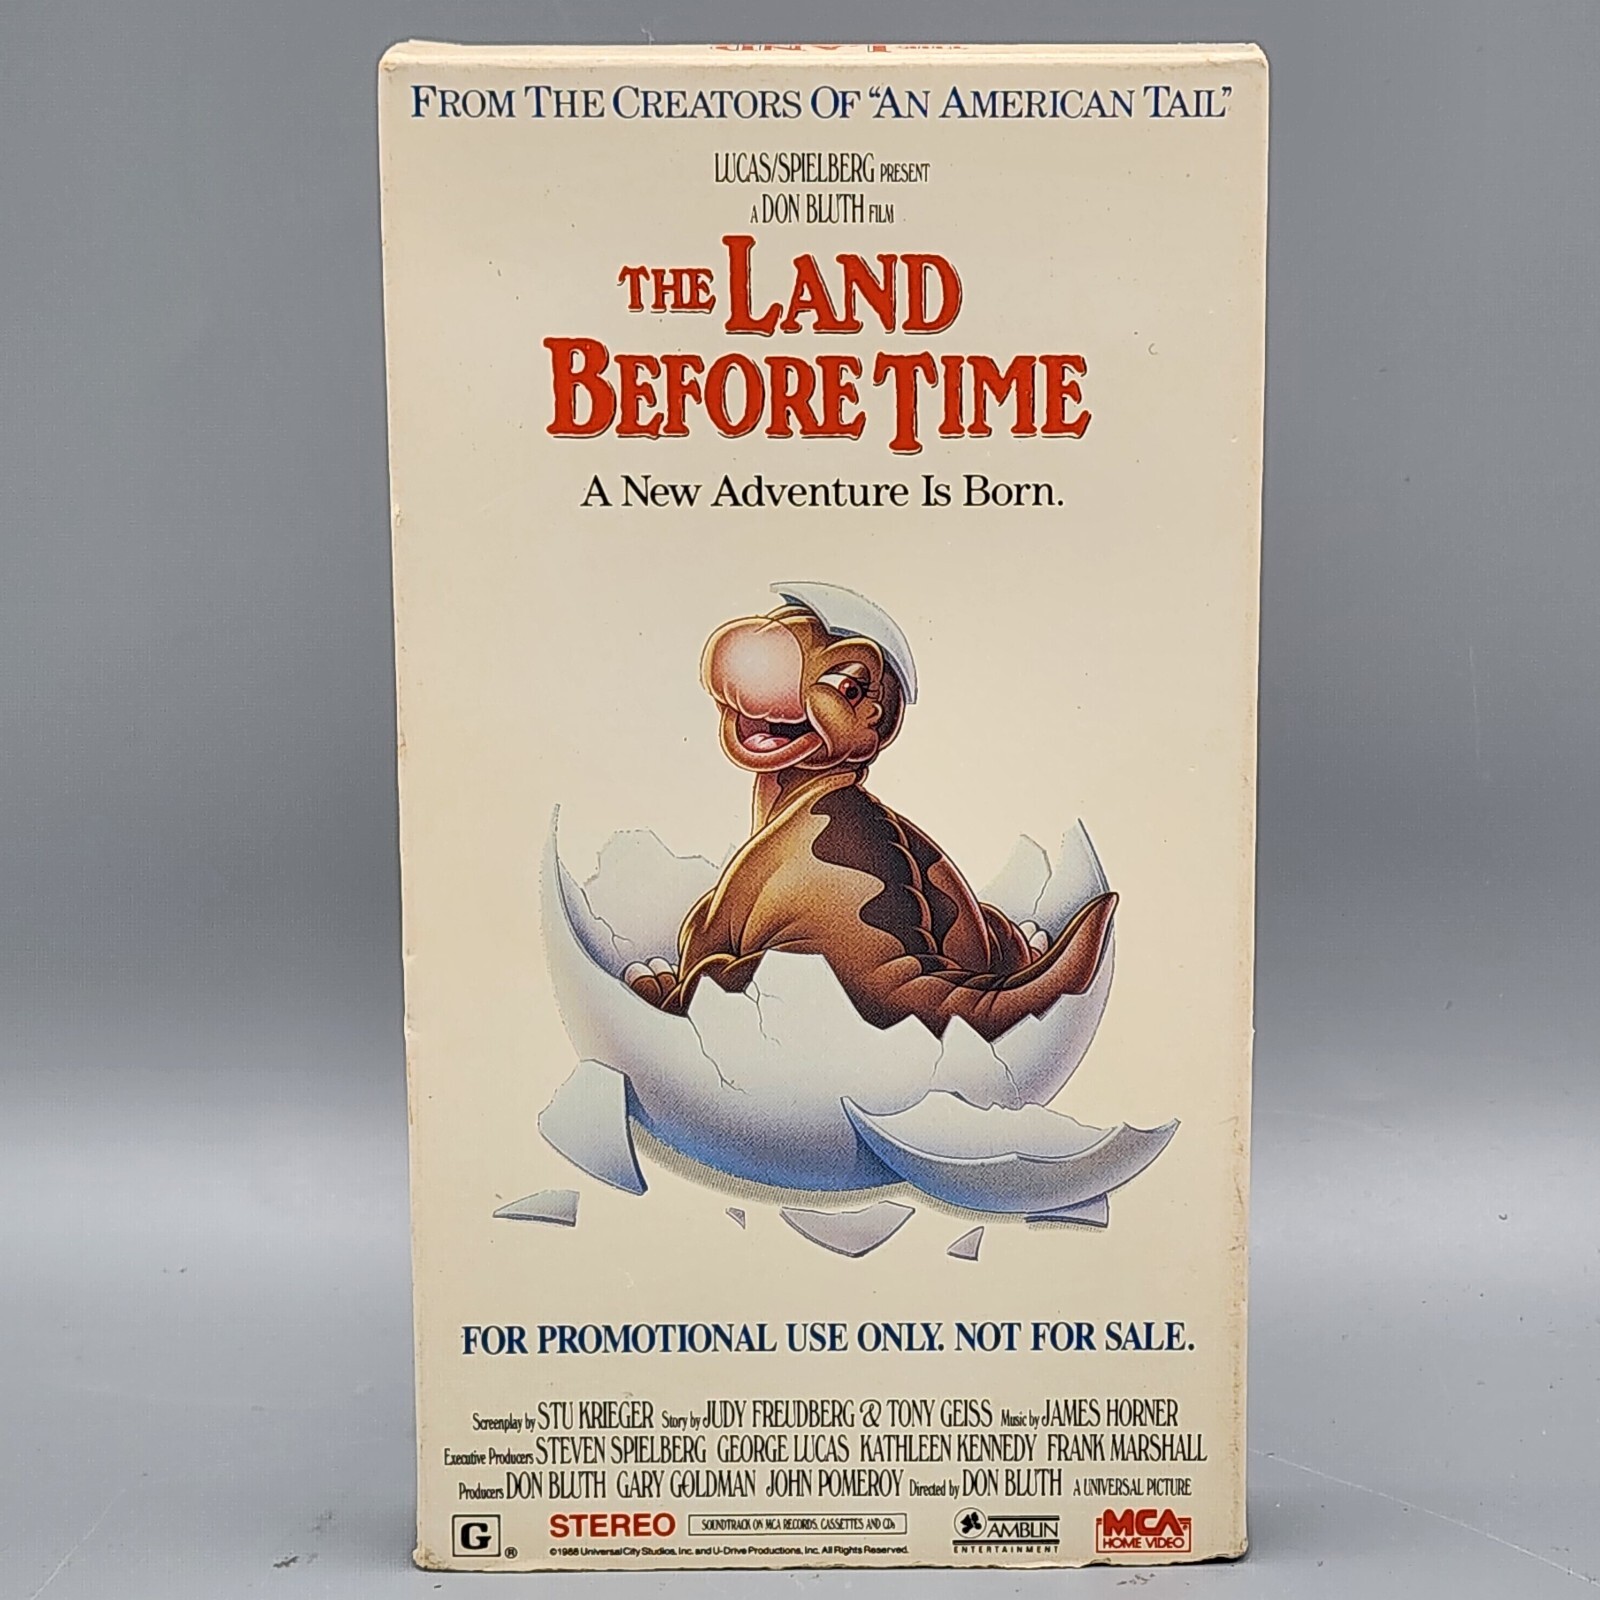 FROM THE CREATORS OF "AN AMERICAN TAIL"
LUCAS/SPIELBERG PRESENT
A DON BLUTH FILM
THE LAND
BEFORE TIME
A New Adventure Is Born.
FOR PROMOTIONAL USE ONLY. NOT FOR SALE.
Screenplay by STU KRIEGER Story by JUDY FREUDBERG & TONY GEISS Music by JAMES HORNER
Executive Producers STEVEN SPIELBERG GEORGE LUCAS KATHLEEN KENNEDY FRANK MARSHALL
Producers DON BLUTH GARY GOLDMAN JOHN POMEROY Directed by DON BLUTH A UNIVERSAL PICTURE
G ® STEREO SOUNDTRACK ON MCA RECORDS, CASSETTES AND CDs
©1988 Universal City Studios, Inc. and U-Drive Productions, Inc. All Rights Reserved.
AMBLIN
ENTERTAINMENT
MCA
HOME VIDEO